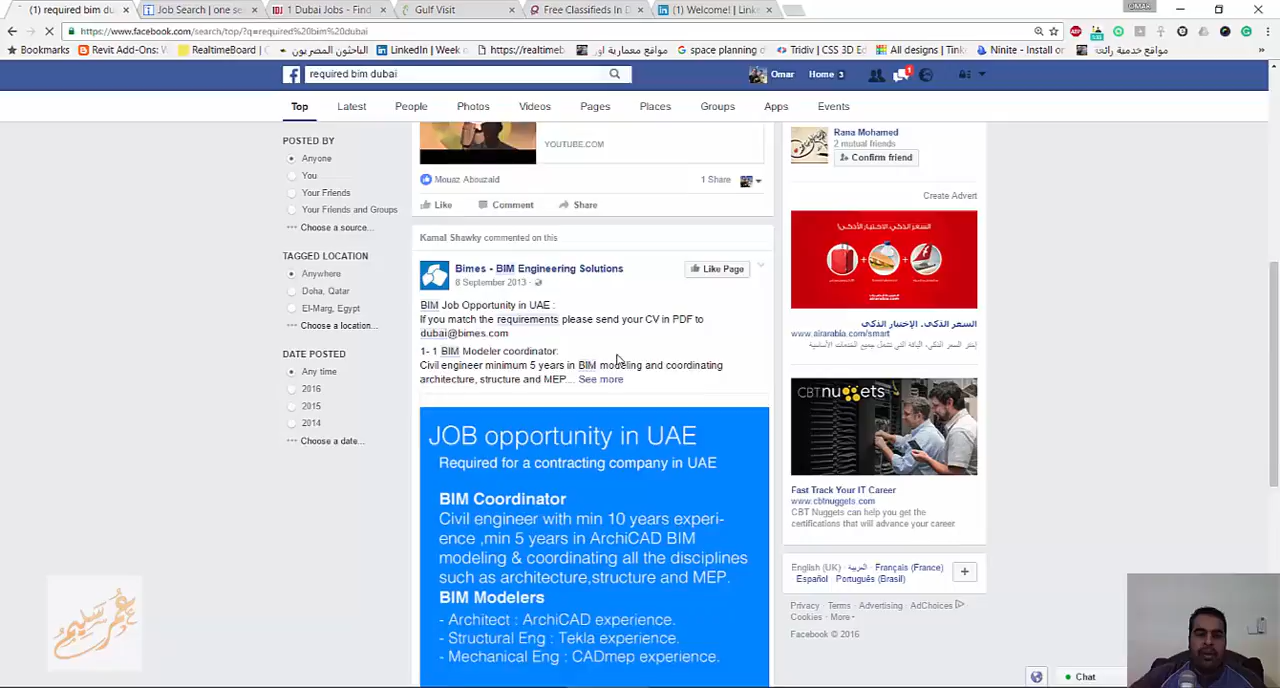 OMAR
(1) required bim du
Job Search | one se
1 Dubai Jobs - Find
Gulf Visit
Free Classifieds In D
(1) Welcome! | Link
https://www.facebook.com/search/top/?q=required%20bim%20dubai
Bookmarks
Revit Add-Ons: V
RealtimeBoard |
الباحثون المصريون
LinkedIn | Week o
https://realtimeb
مواقع معمارية اور
space planning d
Tridiv | CSS 3D E
All designs | Tink
Ninite - Install o
مواقع خدمية رائعة
required bim dubai
Omar
Home 3
1
Top
Latest
People
Photos
Videos
Pages
Places
Groups
Apps
Events
POSTED BY
Anyone
You
Your Friends
Your Friends and Groups
Choose a source...
TAGGED LOCATION
Anywhere
Doha, Qatar
El-Marg, Egypt
Choose a location...
DATE POSTED
Any time
2016
2015
2014
Choose a date...
YOUTUBE.COM
Mouaz Abouzaid
1 Share
Like
Comment
Share
Kamal Shawky commented on this
Bimes - BIM Engineering Solutions
8 September 2013 ·
Like Page
BIM Job Opportunity in UAE :
If you match the requirements please send your CV in PDF to
dubai@bimes.com
1- 1 BIM Modeler coordinator:
Civil engineer minimum 5 years in BIM modeling and coordinating
architecture, structure and MEP... See more
JOB opportunity in UAE
Required for a contracting company in UAE
BIM Coordinator
Civil engineer with min 10 years experi-
ence ,min 5 years in ArchiCAD BIM
modeling & coordinating all the disciplines
such as architecture,structure and MEP.
BIM Modelers
- Architect : ArchiCAD experience.
- Structural Eng : Tekla experience.
- Mechanical Eng : CADmep experience.
Rana Mohamed
2 mutual friends
Confirm friend
Create Advert
السعر الذكي.. الإختيار الأذكى!
airarabia.com
السعر الذكي.. الإختيار الذكي
www.airarabia.com/smart
CBTnuggets
Fast Track Your IT Career
www.cbtnuggets.com
CBT Nuggets can help you get the
certifications that will advance your career
English (UK) · العربية · Français (France) ·
Español · Português (Brasil)
Privacy · Terms · Advertising · AdChoices
Cookies · More
Facebook © 2016
Chat
عمر سليم